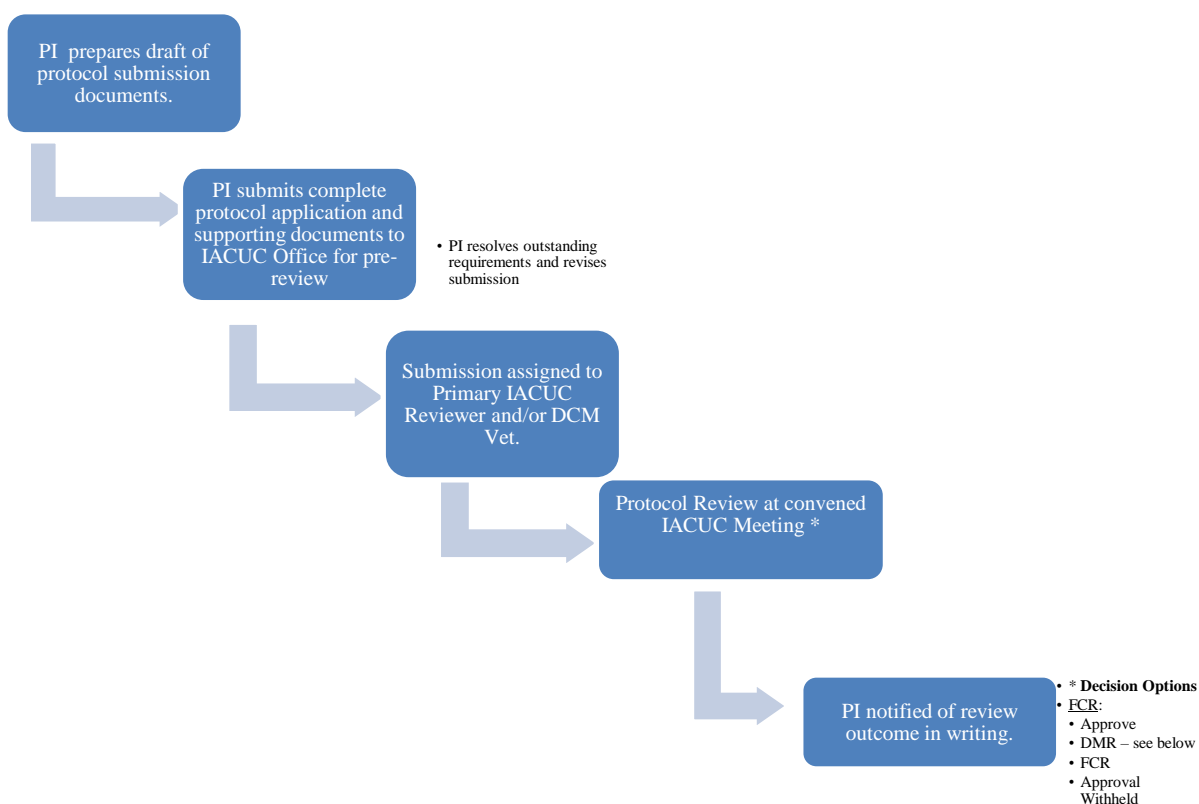 PI prepares draft of
protocol submission
documents.
PI submits complete
protocol application and
supporting documents to
IACUC Office for pre-
review
• PI resolves outstanding
requirements and revises
submission
Submission assigned to
Primary IACUC
Reviewer and/or DCM
Vet.
Protocol Review at convened
IACUC Meeting *
PI notified of review
outcome in writing.
• * Decision Options
• FCR:
• Approve
• DMR – see below
• FCR
• Approval
Withheld